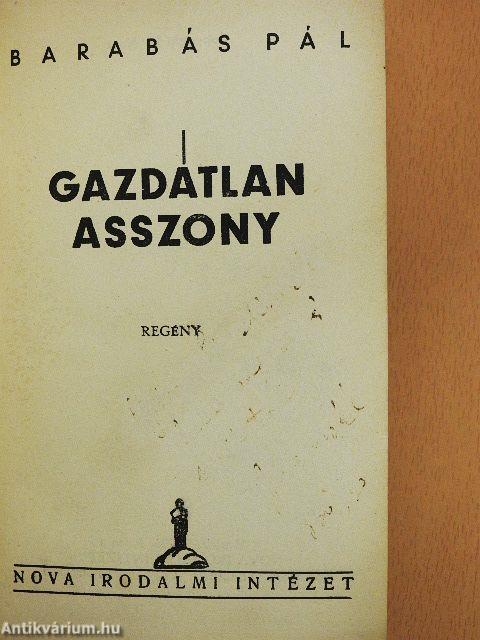 BARABÁS PÁL
GAZDÁTLAN
ASSZONY
REGÉNY
NOVA IRODALMI INTÉZET
Antikvárium.hu